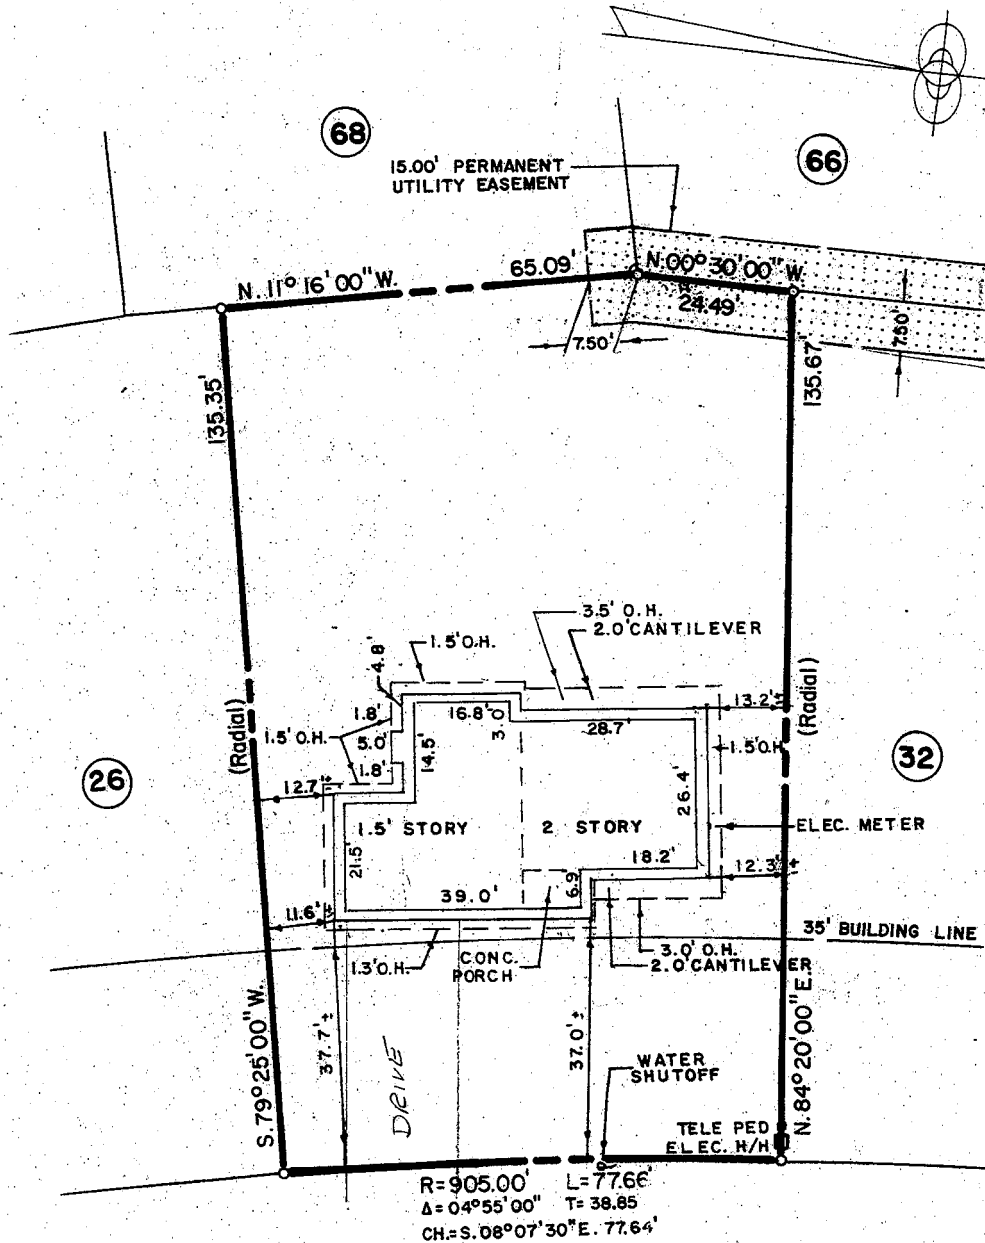 68
66
15.00' PERMANENT
UTILITY EASEMENT
N. 11° 16' 00" W.
65.09'
N. 00° 30' 00" W.
24.49'
7.50'
7.50'
135.35'
135.67'
3.5' O.H.
2.0' CANTILEVER
1.5' O.H.
4.8'
13.2'±
(Radial)
(Radial)
1.8'
16.8'
3.0'
28.7'
1.5' O.H.
5.0'
14.5'
1.5' O.H.
1.8'
26
32
12.7'±
26.4'
1.5' STORY
2 STORY
ELEC. METER
21.5'
18.2'
12.3'±
6.9'
39.0'
11.6'±
35' BUILDING LINE
1.3' O.H.
CONC.
PORCH
3.0' O.H.
2.0' CANTILEVER
S. 79° 25' 00" W.
37.7'±
DRIVE
37.0'±
N. 84° 20' 00" E.
WATER
SHUTOFF
TELE PED
ELEC. H/H
R= 905.00' L= 77.66'
Δ= 04° 55' 00" T= 38.85
CH.= S. 08° 07' 30" E. 77.64'